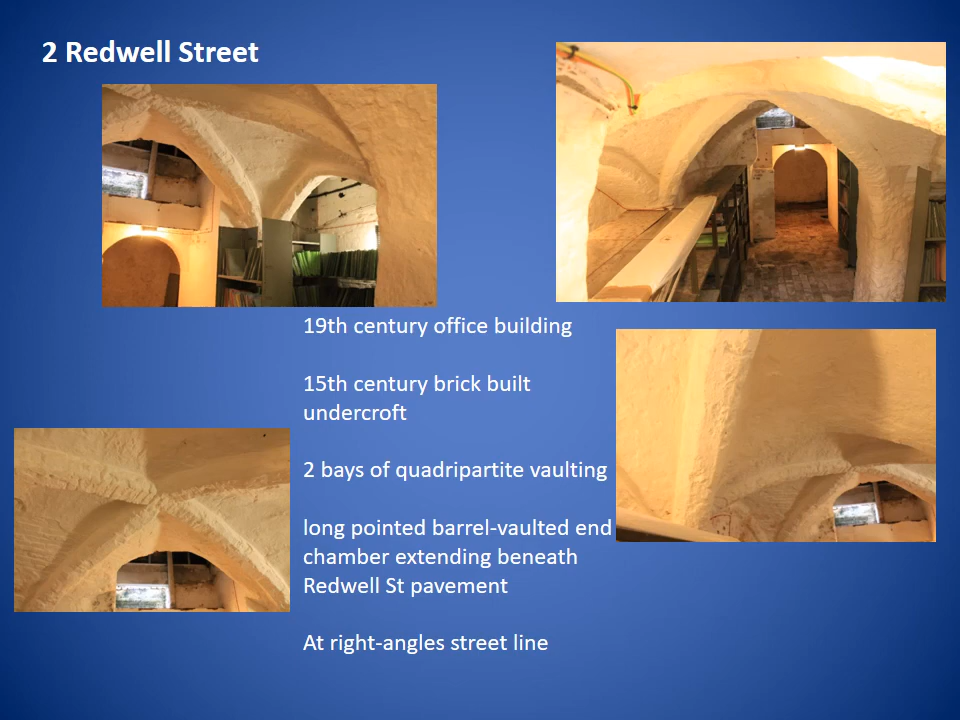 2 Redwell Street
19th century office building
15th century brick built
undercroft
2 bays of quadripartite vaulting
long pointed barrel-vaulted end
chamber extending beneath
Redwell St pavement
At right-angles street line